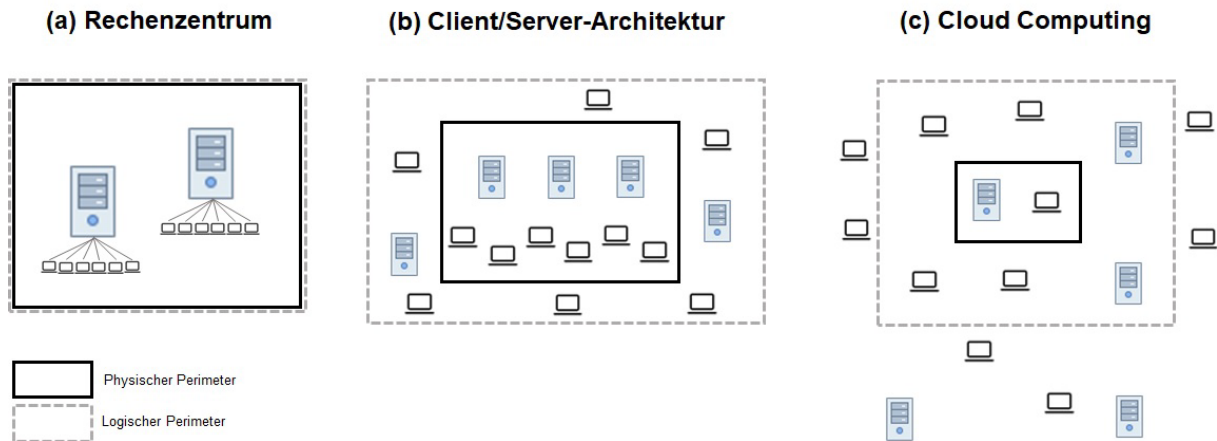 (a) Rechenzentrum
(b) Client/Server-Architektur
(c) Cloud Computing
Physischer Perimeter
Logischer Perimeter